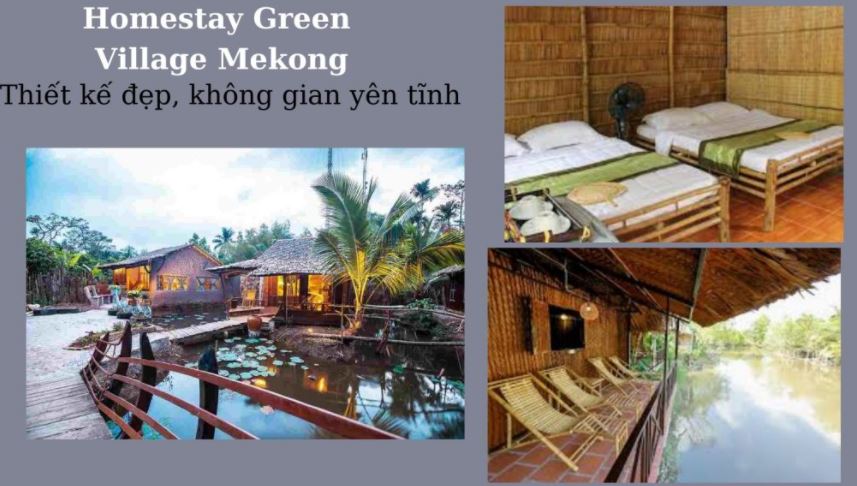 Homestay Green
Village Mekong
Thiết kế đẹp, không gian yên tĩnh